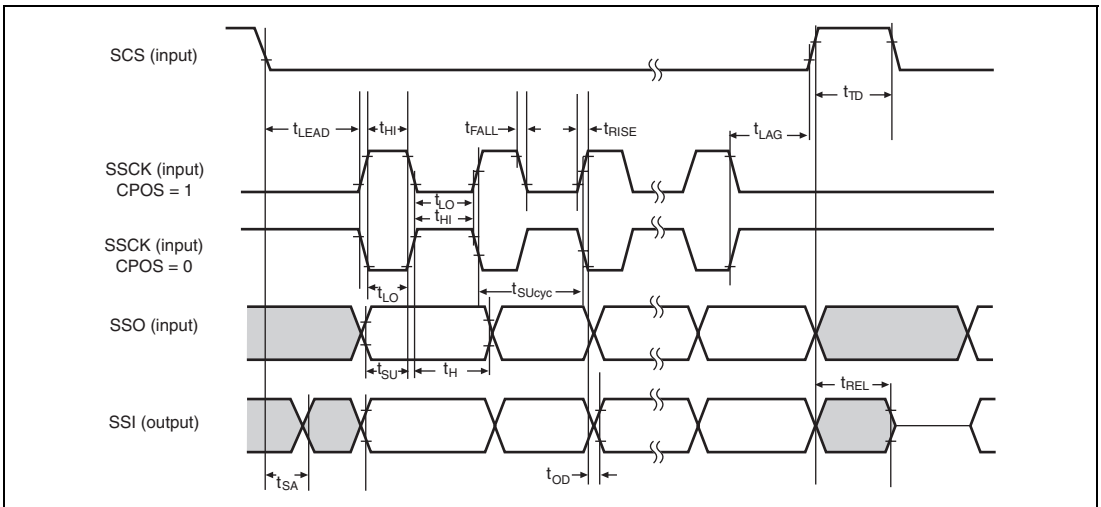 SCS (input)
tTD
tLEAD
tHI
tFALL
tRISE
tLAG
SSCK (input)
CPOS = 1
tLO
tHI
SSCK (input)
CPOS = 0
tLO
tSUcyc
SSO (input)
tSU
tH
tREL
SSI (output)
tOD
tSA